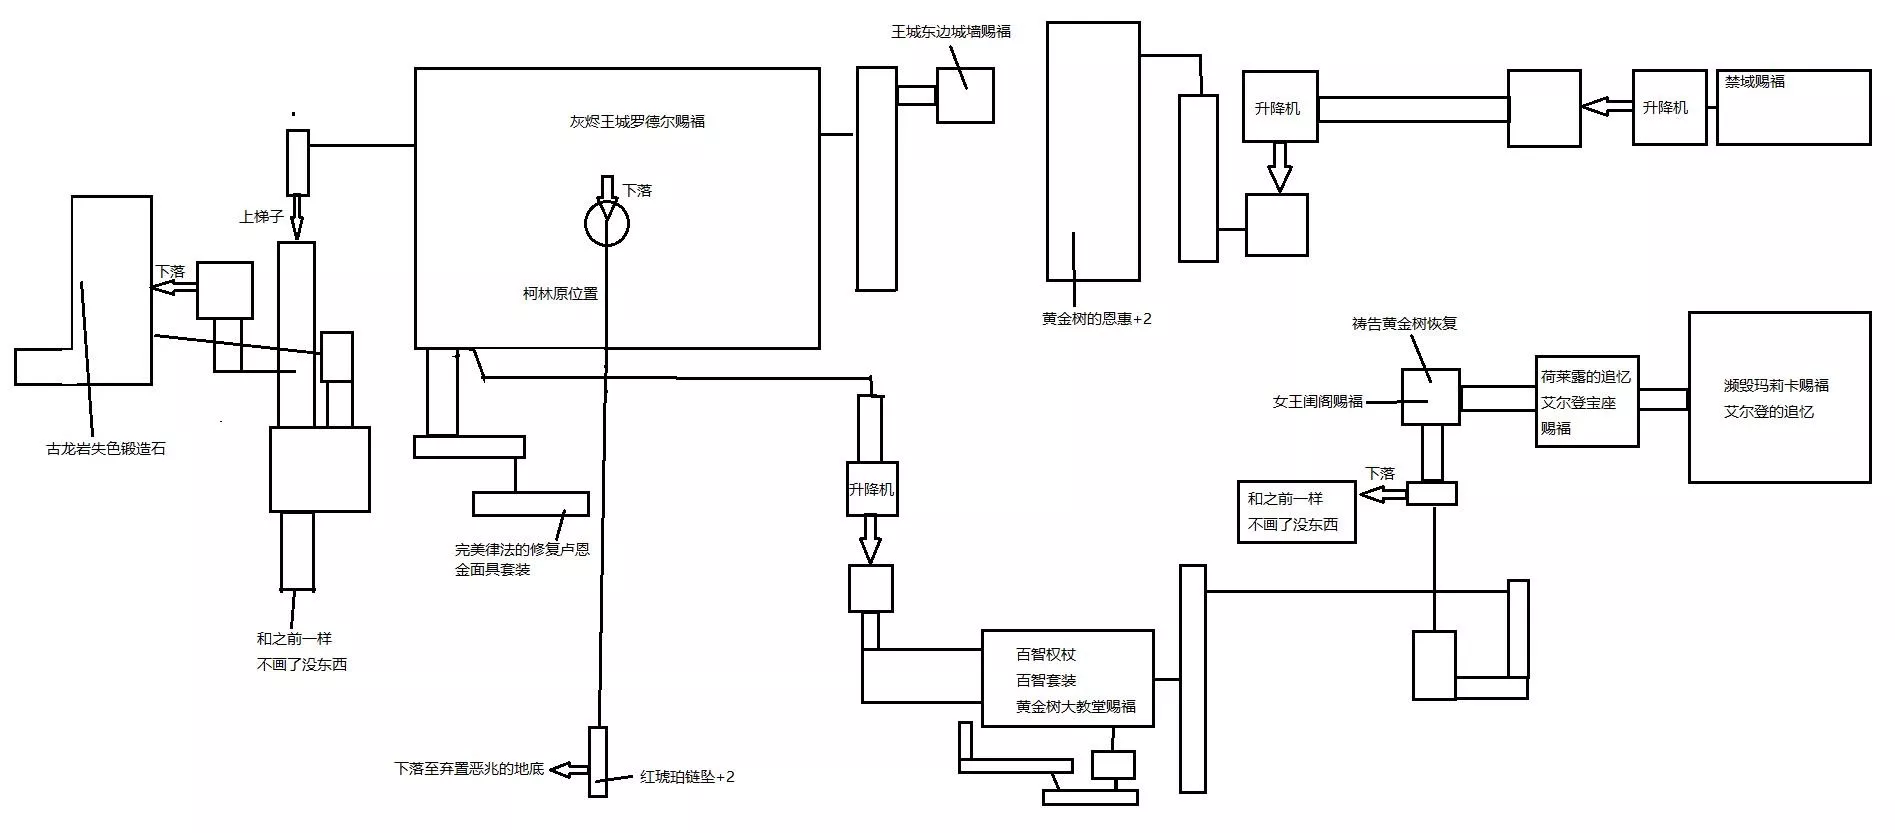 王城东边城墙赐福
禁域赐福
灰烬王城罗德尔赐福
升降机
升降机
下落
上梯子
下落
柯林原位置
黄金树的恩惠+2
祷告黄金树恢复
女王闺阁赐福
荷莱露的追忆
艾尔登宝座
赐福
濒毁玛莉卡赐福
艾尔登的追忆
古龙岩失色锻造石
下落
升降机
和之前一样
不画了没东西
完美律法的修复卢恩
金面具套装
和之前一样
不画了没东西
百智权杖
百智套装
黄金树大教堂赐福
下落至弃置恶兆的地底
红琥珀链坠+2